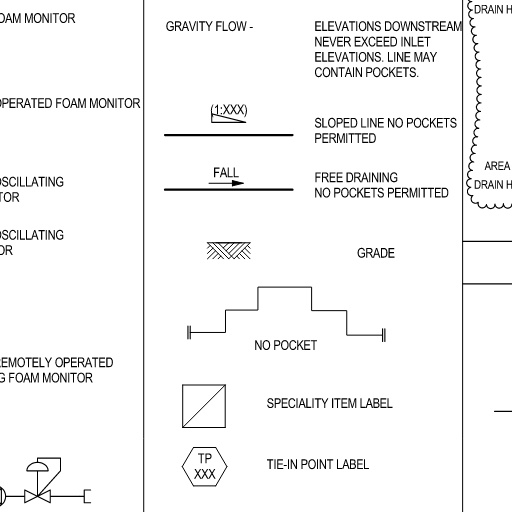 OAM MONITOR
OPERATED FOAM MONITOR
OSCILLATING
TOR
OSCILLATING
OR
REMOTELY OPERATED
G FOAM MONITOR
GRAVITY FLOW -
ELEVATIONS DOWNSTREAM
NEVER EXCEED INLET
ELEVATIONS. LINE MAY
CONTAIN POCKETS.
(1:XXX)
SLOPED LINE NO POCKETS
PERMITTED
FALL
FREE DRAINING
NO POCKETS PERMITTED
GRADE
NO POCKET
SPECIALITY ITEM LABEL
TP
XXX
TIE-IN POINT LABEL
DRAIN H
AREA
DRAIN H